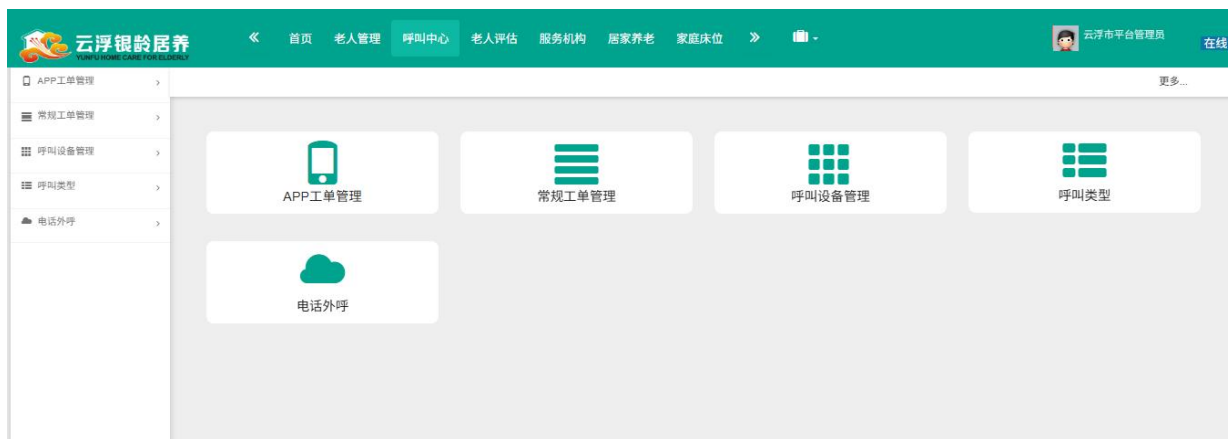 云浮银龄居养
YUNFU HOME CARE FOR ELDERLY
« 首页 老人管理 呼叫中心 老人评估 服务机构 居家养老 家庭床位 »
云浮市平台管理员
在线
更多...
APP工单管理
常规工单管理
呼叫设备管理
呼叫类型
电话外呼
APP工单管理 常规工单管理 呼叫设备管理 呼叫类型
电话外呼